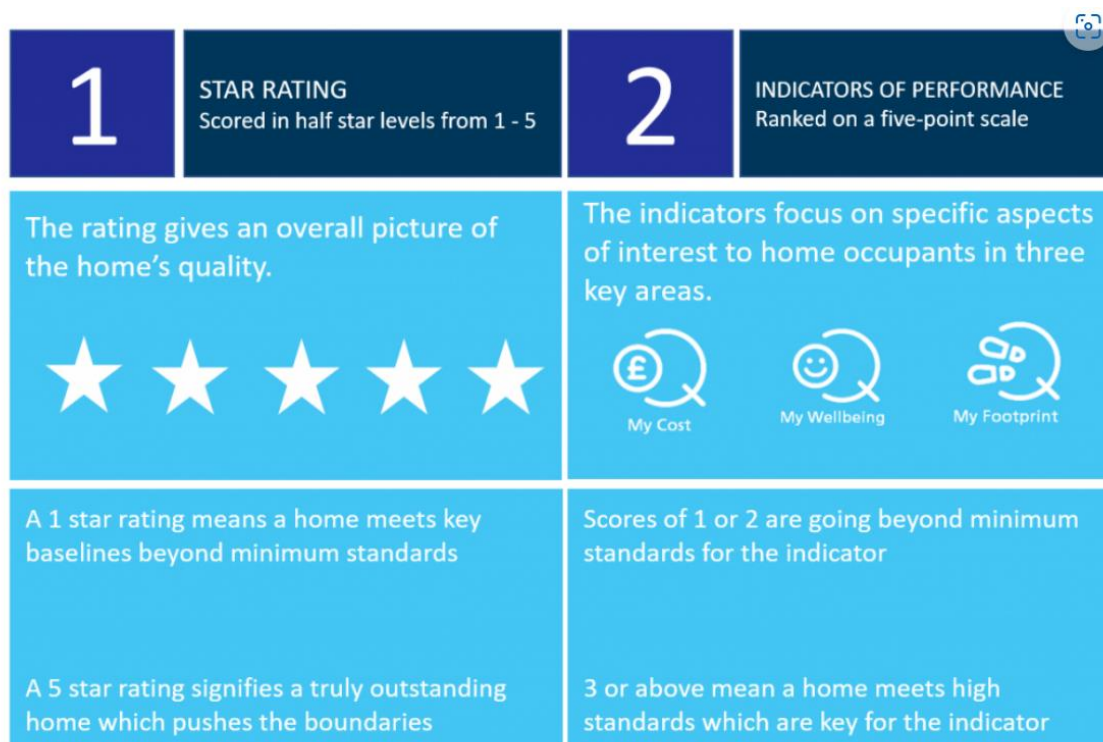 1
STAR RATING
Scored in half star levels from 1 - 5
2
INDICATORS OF PERFORMANCE
Ranked on a five-point scale
The rating gives an overall picture of
the home’s quality.
The indicators focus on specific aspects
of interest to home occupants in three
key areas.
£
My Cost
My Wellbeing
My Footprint
A 1 star rating means a home meets key
baselines beyond minimum standards
A 5 star rating signifies a truly outstanding
home which pushes the boundaries
Scores of 1 or 2 are going beyond minimum
standards for the indicator
3 or above mean a home meets high
standards which are key for the indicator